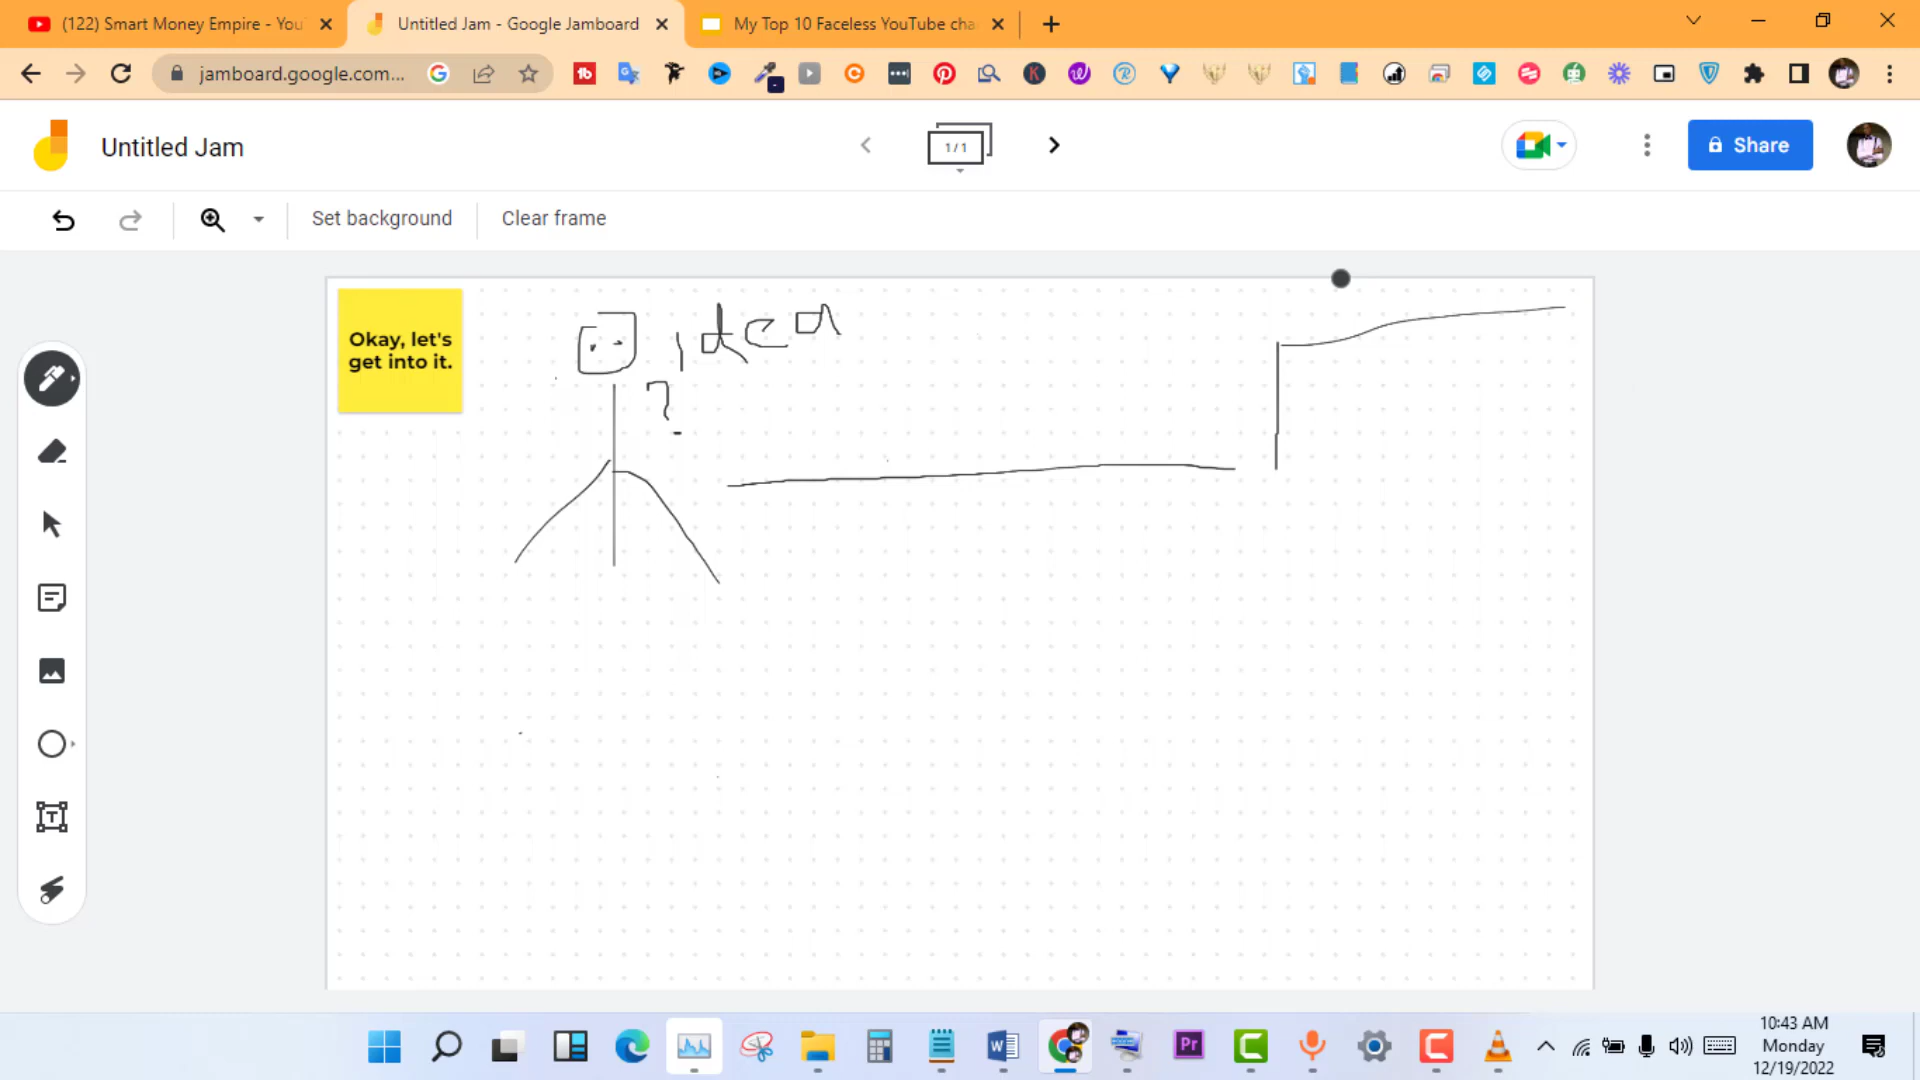 (122) Smart Money Empire - You
Untitled Jam - Google Jamboard
My Top 10 Faceless YouTube cha
jamboard.google.com...
Untitled Jam
1 / 1
Share
Set background
Clear frame
Okay, let's
get into it.
idea
?
10:43 AM
Monday
12/19/2022